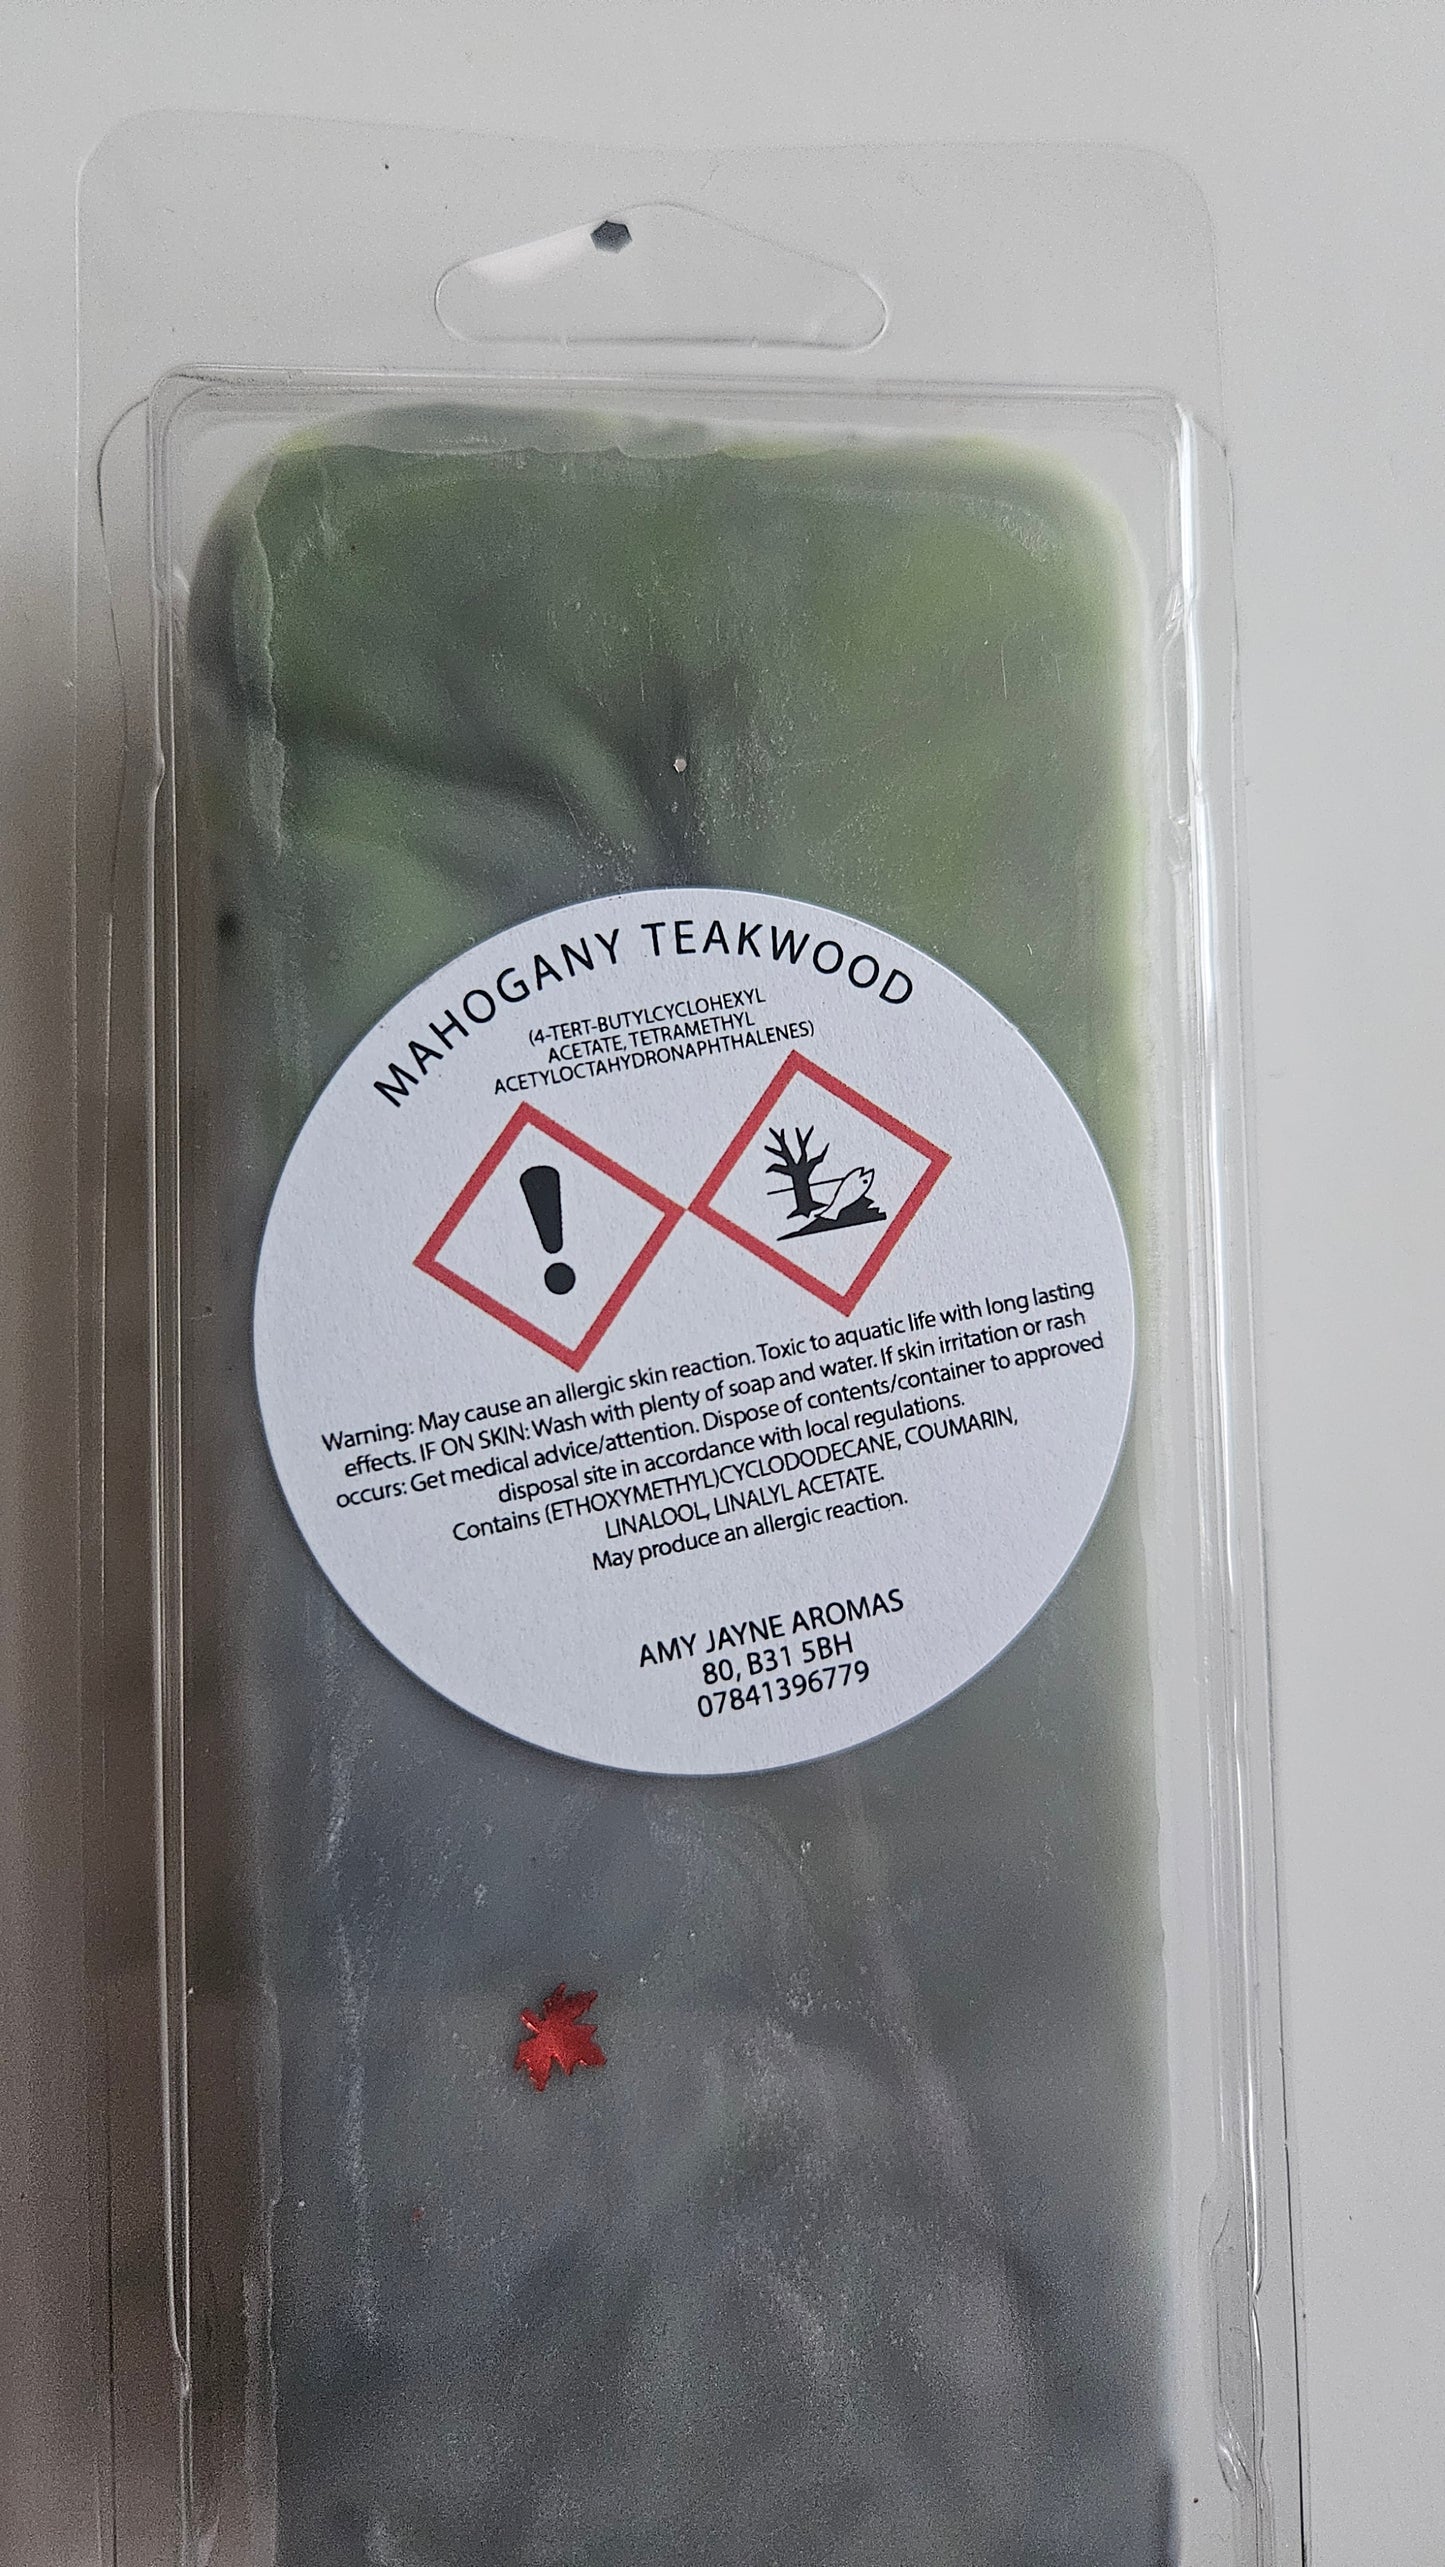 MAHOGANY TEAKWOOD
(4-TERT-BUTYLCYCLOHEXYL
ACETATE, TETRAMETHYL
ACETYLOCTAHYDRONAPHTHALENES)
Warning: May cause an allergic skin reaction. Toxic to aquatic life with long lasting
effects. IF ON SKIN: Wash with plenty of soap and water. If skin irritation or rash
occurs: Get medical advice/attention. Dispose of contents/container to approved
disposal site in accordance with local regulations.
Contains (ETHOXYMETHYL)CYCLODODECANE, COUMARIN,
LINALOOL, LINALYL ACETATE.
May produce an allergic reaction.
AMY JAYNE AROMAS
80, B31 5BH
07841396779